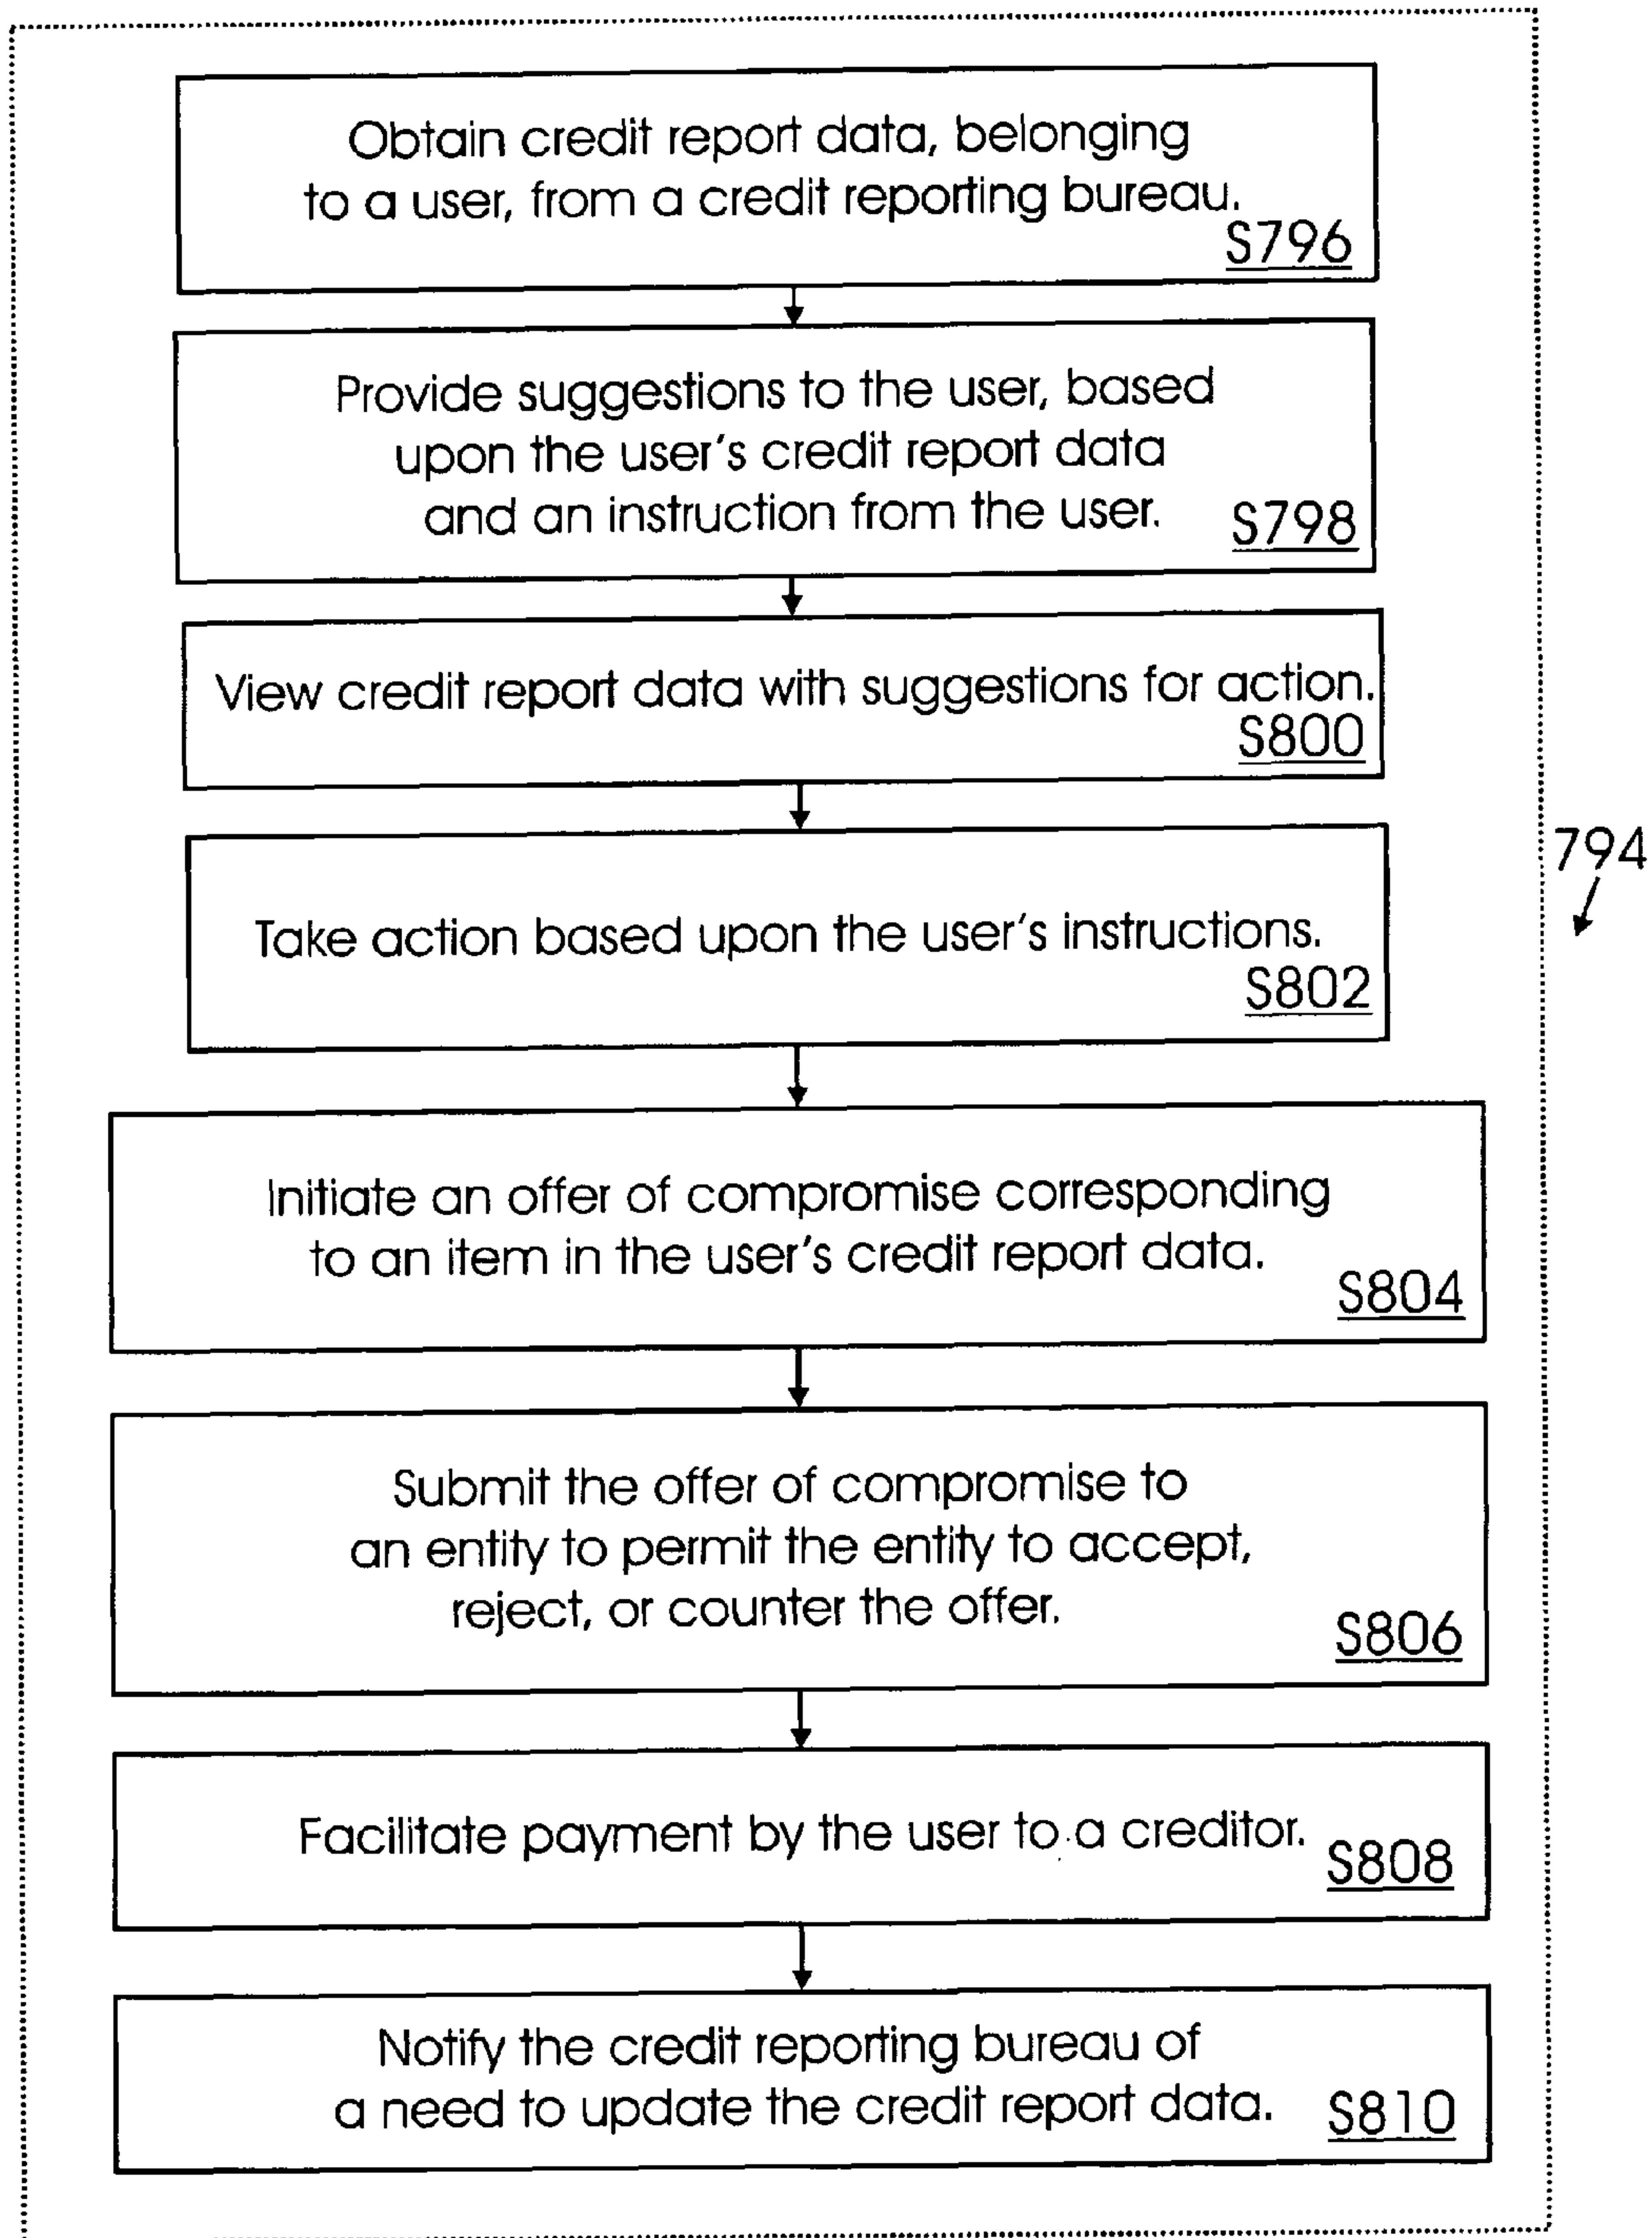 Obtain credit report data, belonging
to a user, from a credit reporting bureau.
S796
Provide suggestions to the user, based
upon the user's credit report data
and an instruction from the user.
S798
View credit report data with suggestions for action.
S800
794
Take action based upon the user's instructions.
S802
Initiate an offer of compromise corresponding
to an item in the user's credit report data.
S804
Submit the offer of compromise to
an entity to permit the entity to accept,
reject, or counter the offer.
S806
Facilitate payment by the user to a creditor.
S808
Notify the credit reporting bureau of
a need to update the credit report data.
S810